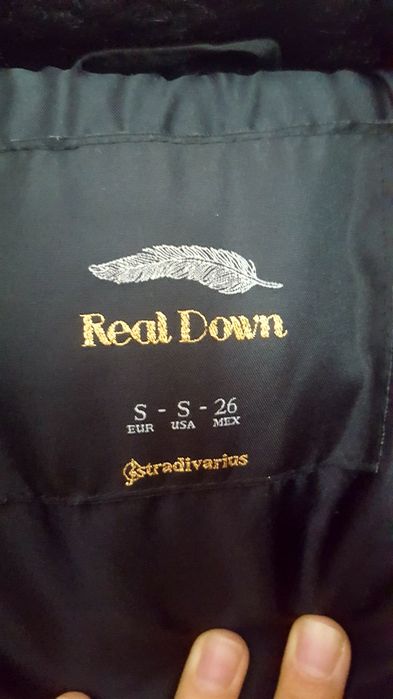 Real Down
S - S - 26
EUR USA MEX
stradivarius